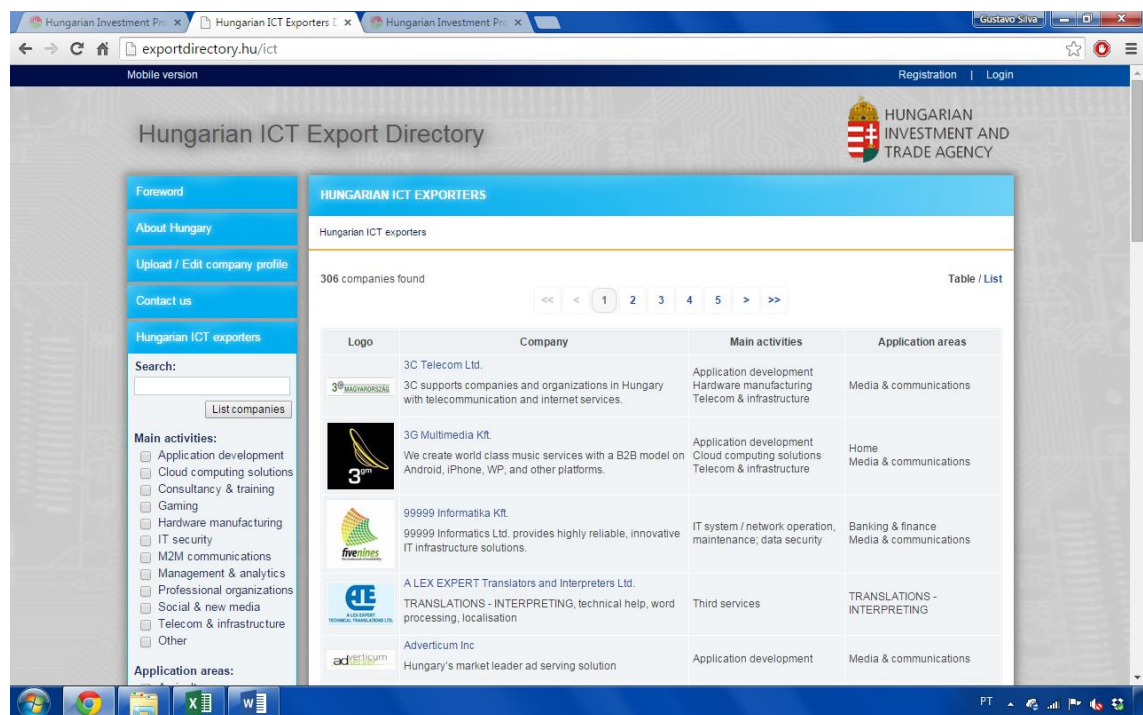 Hungarian Investment Pro
Hungarian ICT Exporters D
Hungarian Investment Pro
Gustavo Silva
exportdirectory.hu/ict
Mobile version
Registration | Login
Hungarian ICT Export Directory
HUNGARIAN
INVESTMENT AND
TRADE AGENCY
Foreword
About Hungary
Upload / Edit company profile
Contact us
Hungarian ICT exporters
Search:
List companies
Main activities:
Application development
Cloud computing solutions
Consultancy & training
Gaming
Hardware manufacturing
IT security
M2M communications
Management & analytics
Professional organizations
Social & new media
Telecom & infrastructure
Other
Application areas:
HUNGARIAN ICT EXPORTERS
Hungarian ICT exporters
306 companies found
Table / List
<< < 1 2 3 4 5 > >>
Logo Company Main activities Application areas
3C MAGYARORSZÁG
3C Telecom Ltd.
3C supports companies and organizations in Hungary
with telecommunication and internet services.
Application development
Hardware manufacturing
Telecom & infrastructure
Media & communications
3gm
3G Multimedia Kft.
We create world class music services with a B2B model on
Android, iPhone, WP, and other platforms.
Application development
Cloud computing solutions
Telecom & infrastructure
Home
Media & communications
fivenines
99999 Informatika Kft.
99999 Informatics Ltd. provides highly reliable, innovative
IT infrastructure solutions.
IT system / network operation,
maintenance; data security
Banking & finance
Media & communications
A LEX EXPERT
TECHNICAL TRANSLATIONS LTD.
A LEX EXPERT Translators and Interpreters Ltd.
TRANSLATIONS - INTERPRETING, technical help, word
processing, localisation
Third services
TRANSLATIONS -
INTERPRETING
adverticum
Adverticum Inc
Hungary's market leader ad serving solution
Application development
Media & communications
PT